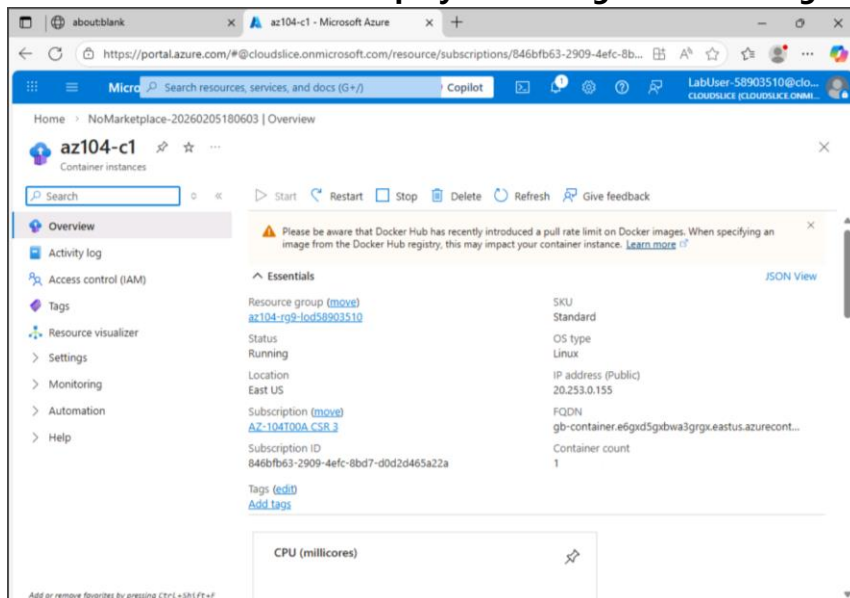 about:blank
az104-c1 - Microsoft Azure
https://portal.azure.com/#@cloudslice.onmicrosoft.com/resource/subscriptions/846bfb63-2909-4efc-8b...
Micro
Search resources, services, and docs (G+/)
Copilot
1
LabUser-58903510@clo...
CLOUDSLICE (CLOUDSLICE.ONMI...
Home > NoMarketplace-20260205180603 | Overview
az104-c1
Container instances
Search
Start Restart Stop Delete Refresh Give feedback
Overview
Activity log
Access control (IAM)
Tags
Resource visualizer
Settings
Monitoring
Automation
Help
Please be aware that Docker Hub has recently introduced a pull rate limit on Docker images. When specifying an
image from the Docker Hub registry, this may impact your container instance. Learn more
Essentials
JSON View
Resource group (move)
az104-rg9-lod58903510
Status
Running
Location
East US
Subscription (move)
AZ-104T00A CSR 3
Subscription ID
846bfb63-2909-4efc-8bd7-d0d2d465a22a
Tags (edit)
Add tags
SKU
Standard
OS type
Linux
IP address (Public)
20.253.0.155
FQDN
gb-container.e6gxd5gxbwa3grgx.eastus.azurecont...
Container count
1
CPU (millicores)
Add or remove favorites by pressing Ctrl+Shift+F